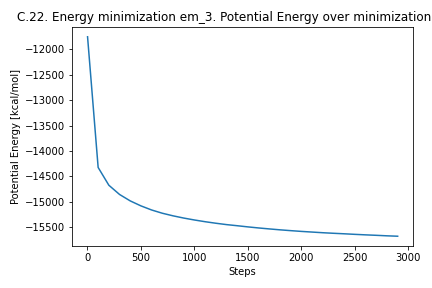 C.22. Energy minimization em_3. Potential Energy over minimization
Potential Energy [kcal/mol]
−12000
−12500
−13000
−13500
−14000
−14500
−15000
−15500
0 500 1000 1500 2000 2500 3000
Steps